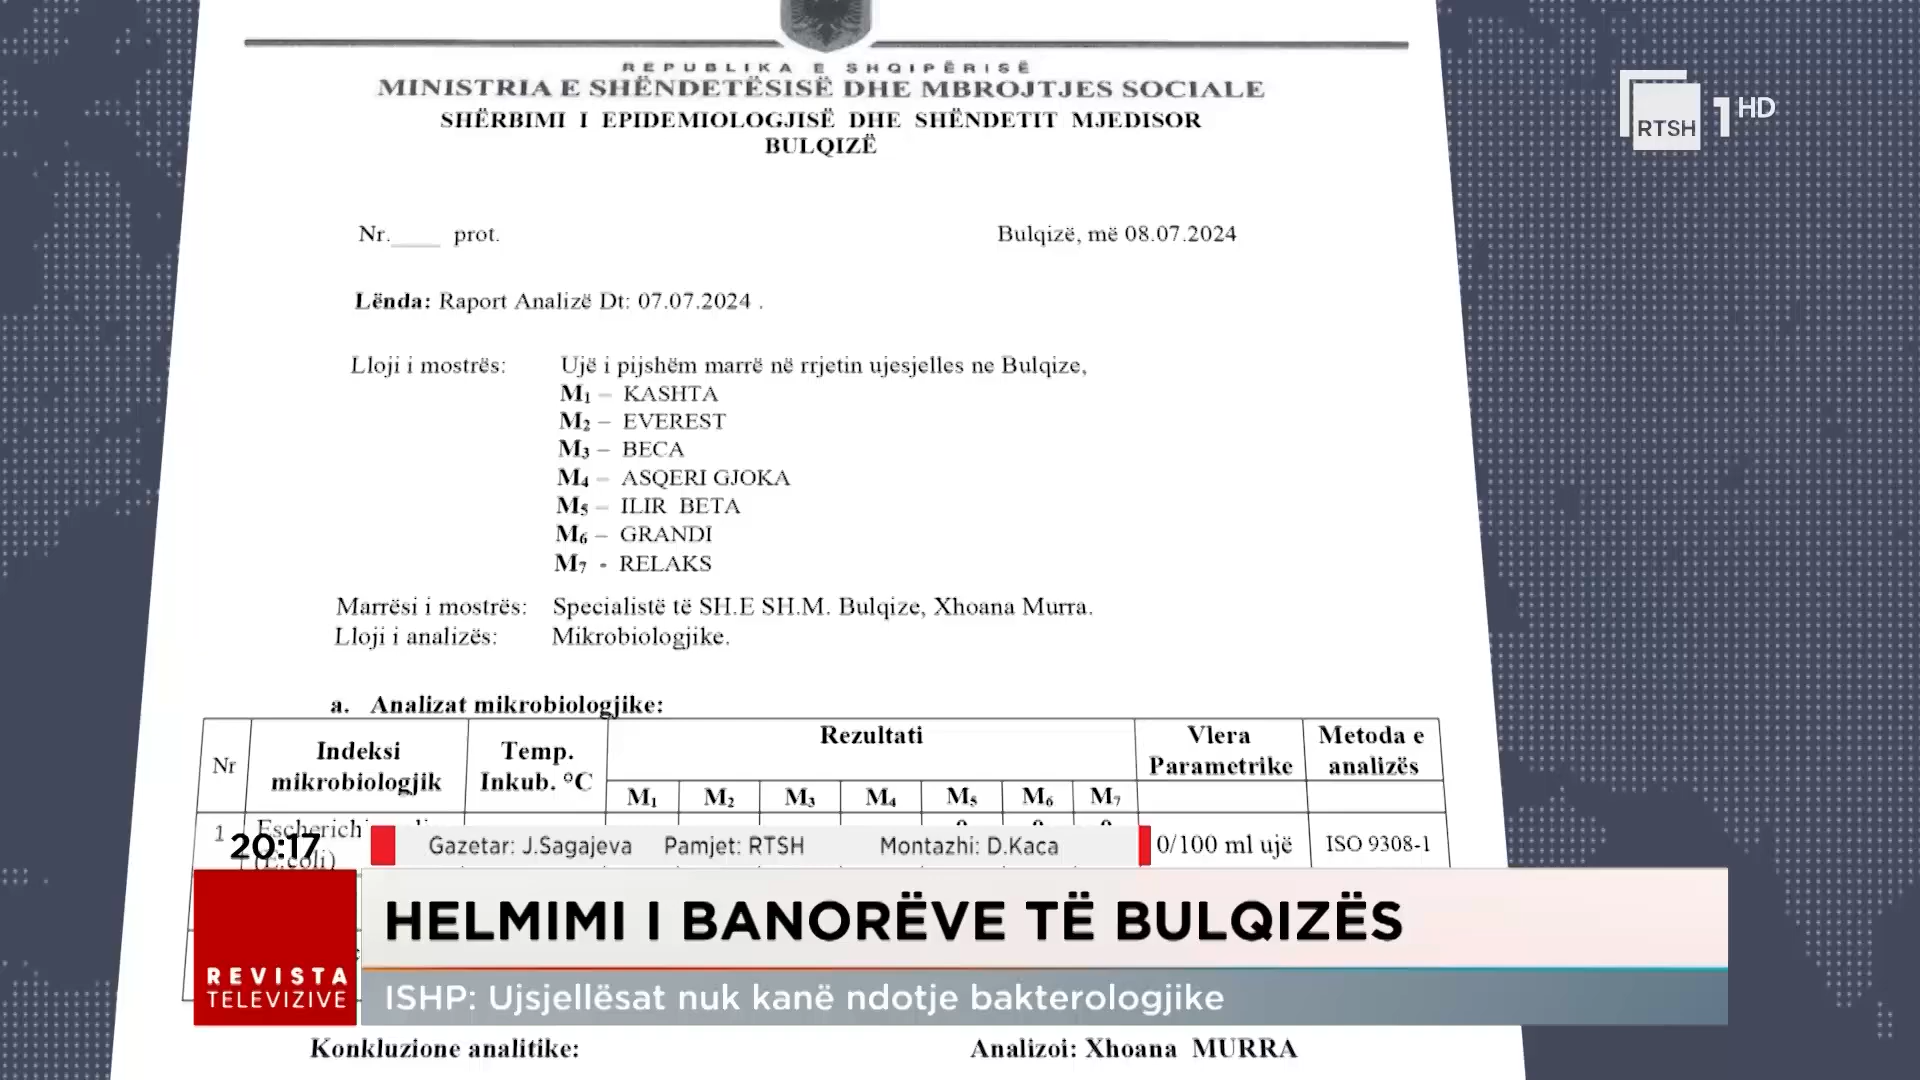 REPUBLIKA E SHQIPËRISË
MINISTRIA E SHËNDETËSISË DHE MBROJTJES SOCIALE
SHËRBIMI I EPIDEMIOLOGJISË DHE SHËNDETIT MJEDISOR
BULQIZË
RTSH 1 HD
Nr.____ prot. Bulqizë, më 08.07.2024
Lënda: Raport Analizë Dt: 07.07.2024 .
Lloji i mostrës: Ujë i pijshëm marrë në rrjetin ujesjelles ne Bulqize,
M1 – KASHTA
M2 – EVEREST
M3 – BECA
M4 – ASQERI GJOKA
M5 – ILIR BETA
M6 – GRANDI
M7 - RELAKS
Marrësi i mostrës: Specialistë të SH.E SH.M. Bulqize, Xhoana Murra.
Lloji i analizës: Mikrobiologjike.
a. Analizat mikrobiologjike:
Nr Indeksi mikrobiologjik Temp. Inkub. °C Rezultati Vlera Parametrike Metoda e analizës
M1 M2 M3 M4 M5 M6 M7
1 (E.coli) 0/100 ml ujë ISO 9308-1
20:17 Gazetar: J.Sagajeva Pamjet: RTSH Montazhi: D.Kaca
HELMIMI I BANORËVE TË BULQIZËS
REVISTA
TELEVIZIVE
ISHP: Ujsjellësat nuk kanë ndotje bakterologjike
Konkluzione analitike: Analizoi: Xhoana MURRA